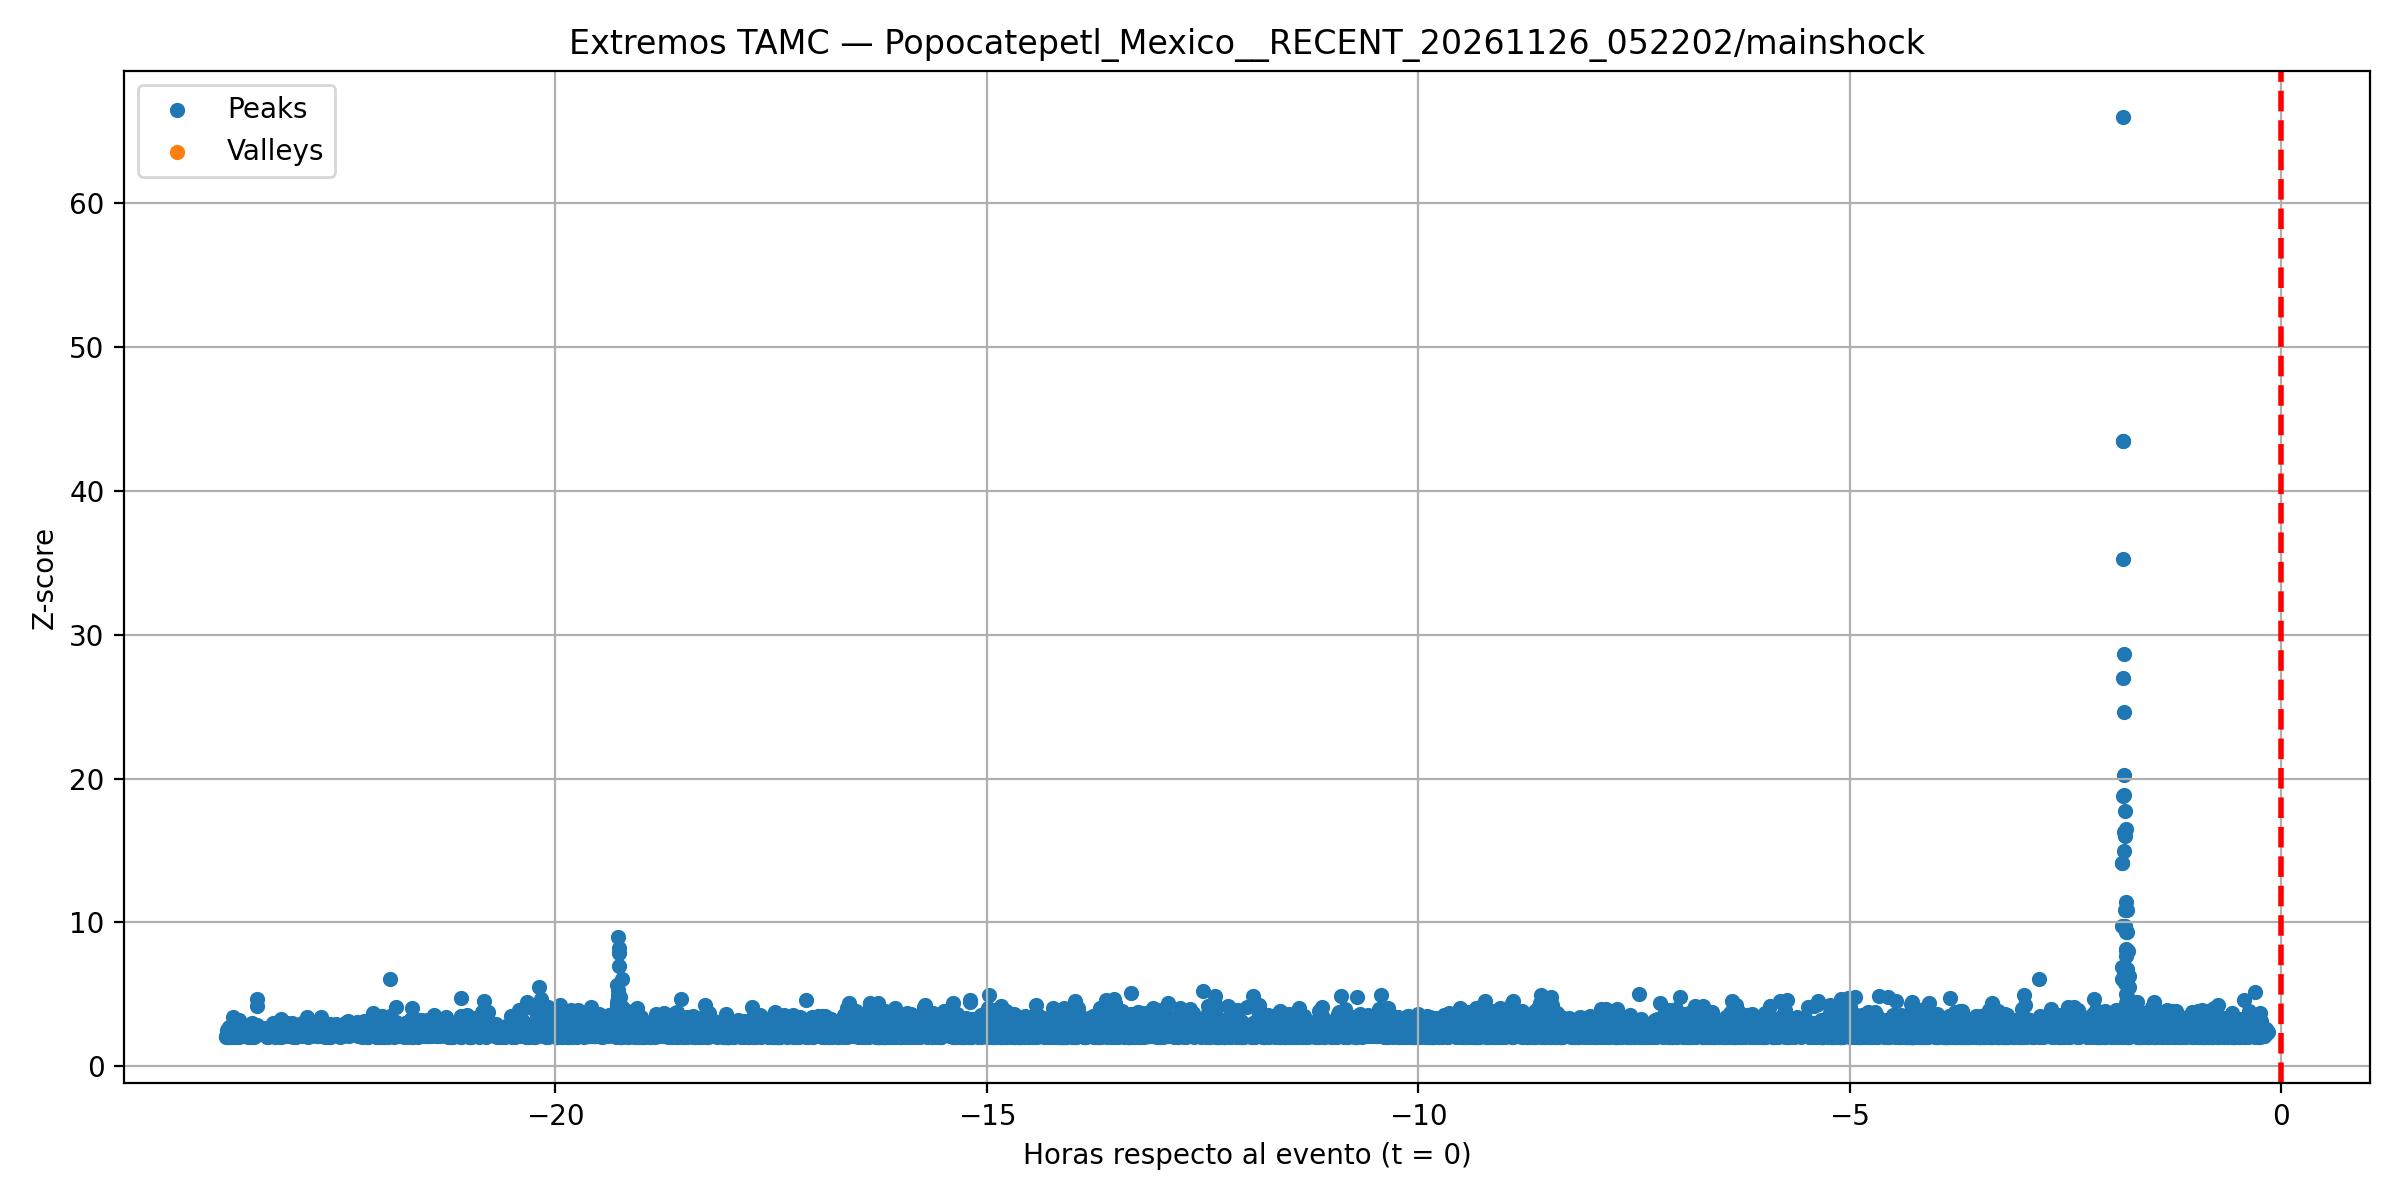 Extremos TAMC — Popocatepetl_Mexico__RECENT_20261126_052202/mainshock
Peaks
Valleys
Z-score
60
50
40
30
20
10
0
−20
−15
−10
−5
0
Horas respecto al evento (t = 0)